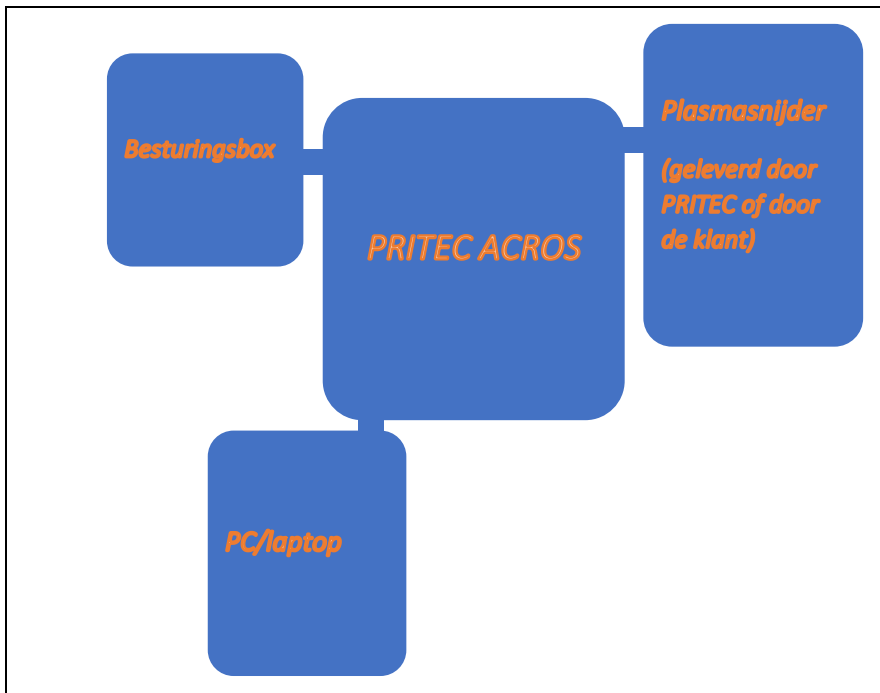 Besturingsbox
PRITEC ACROS
Plasmasnijder
(geleverd door
PRITEC of door
de klant)
PC/laptop